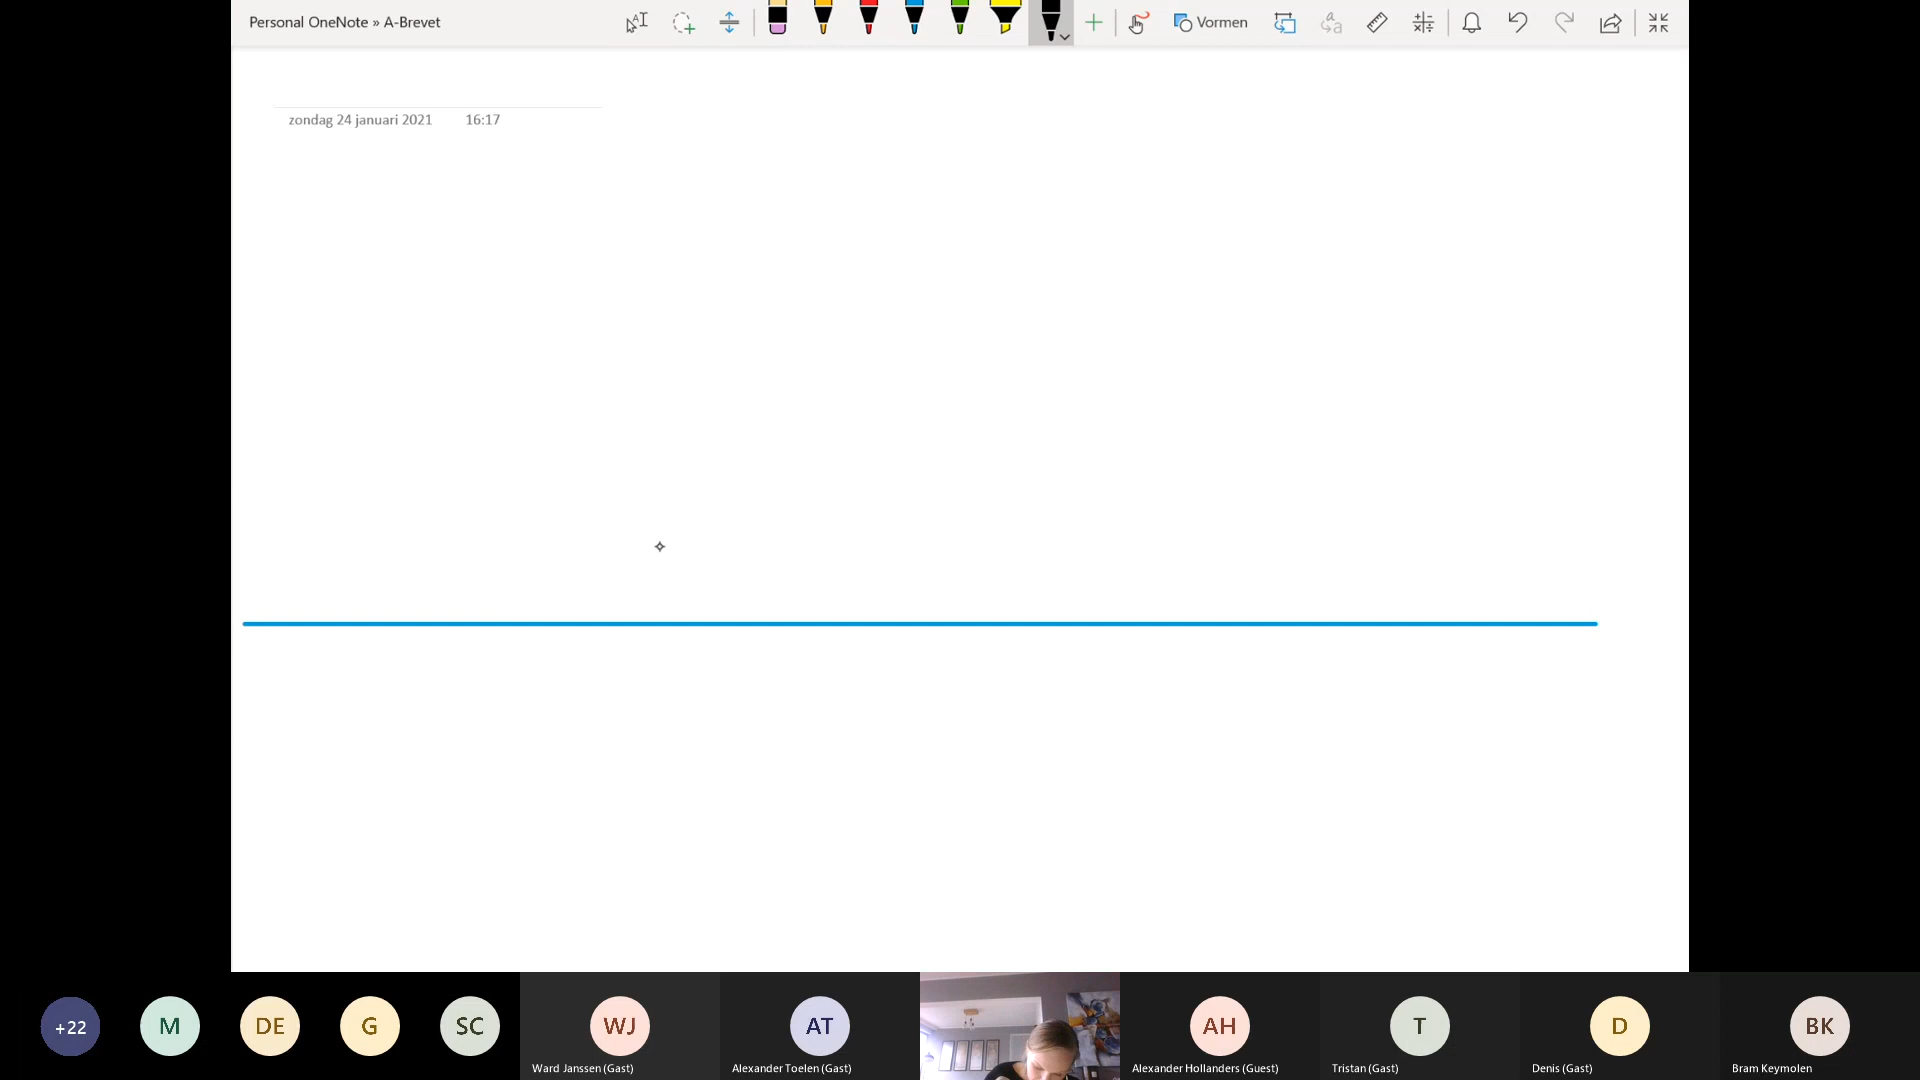 Personal OneNote » A-Brevet
Vormen
zondag 24 januari 2021 16:17
+22
M
DE
G
SC
WJ
AT
AH
T
D
BK
Ward Janssen (Gast)
Alexander Toelen (Gast)
Alexander Hollanders (Guest)
Tristan (Gast)
Denis (Gast)
Bram Keymolen